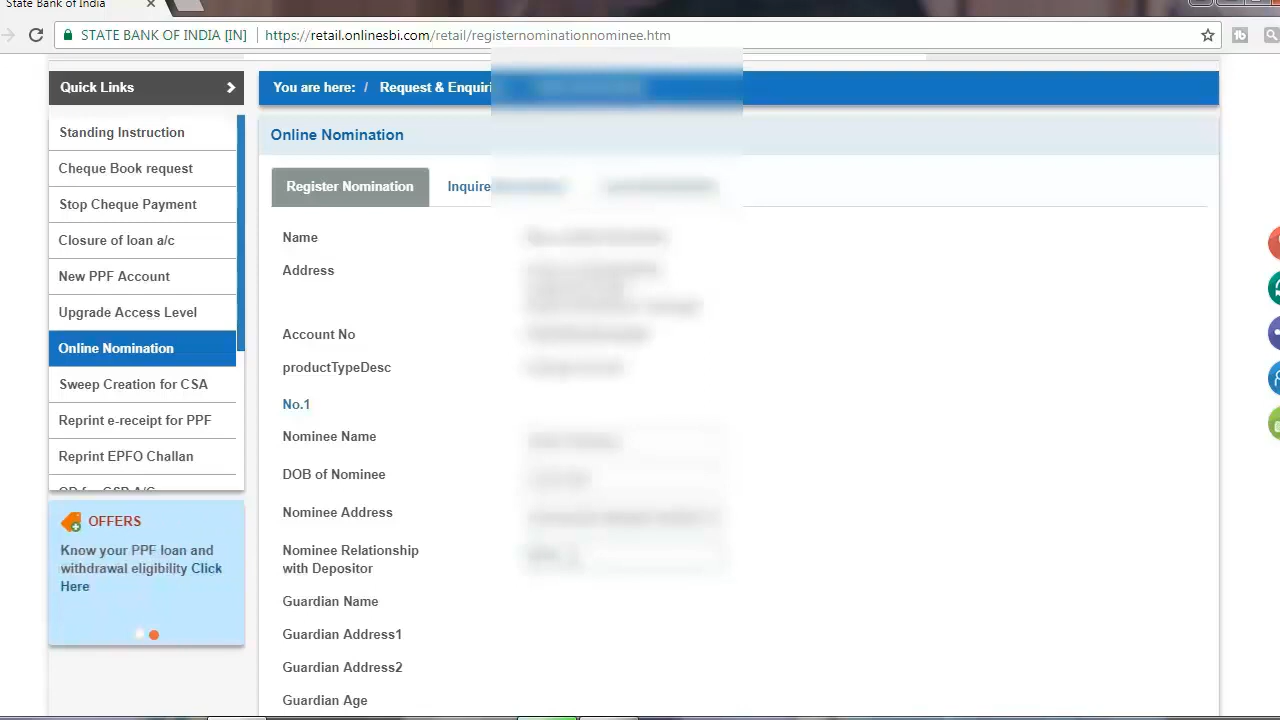 State Bank of India
STATE BANK OF INDIA [IN]
https://retail.onlinesbi.com/retail/registernominationnominee.htm
Quick Links
Standing Instruction
Cheque Book request
Stop Cheque Payment
Closure of loan a/c
New PPF Account
Upgrade Access Level
Online Nomination
Sweep Creation for CSA
Reprint e-receipt for PPF
Reprint EPFO Challan
OFFERS
Know your PPF loan and
withdrawal eligibility Click
Here
You are here: / Request &
Online Nomination
Register Nomination
Inquire
Name
Address
Account No
productTypeDesc
No.1
Nominee Name
DOB of Nominee
Nominee Address
Nominee Relationship
with Depositor
Guardian Name
Guardian Address1
Guardian Address2
Guardian Age